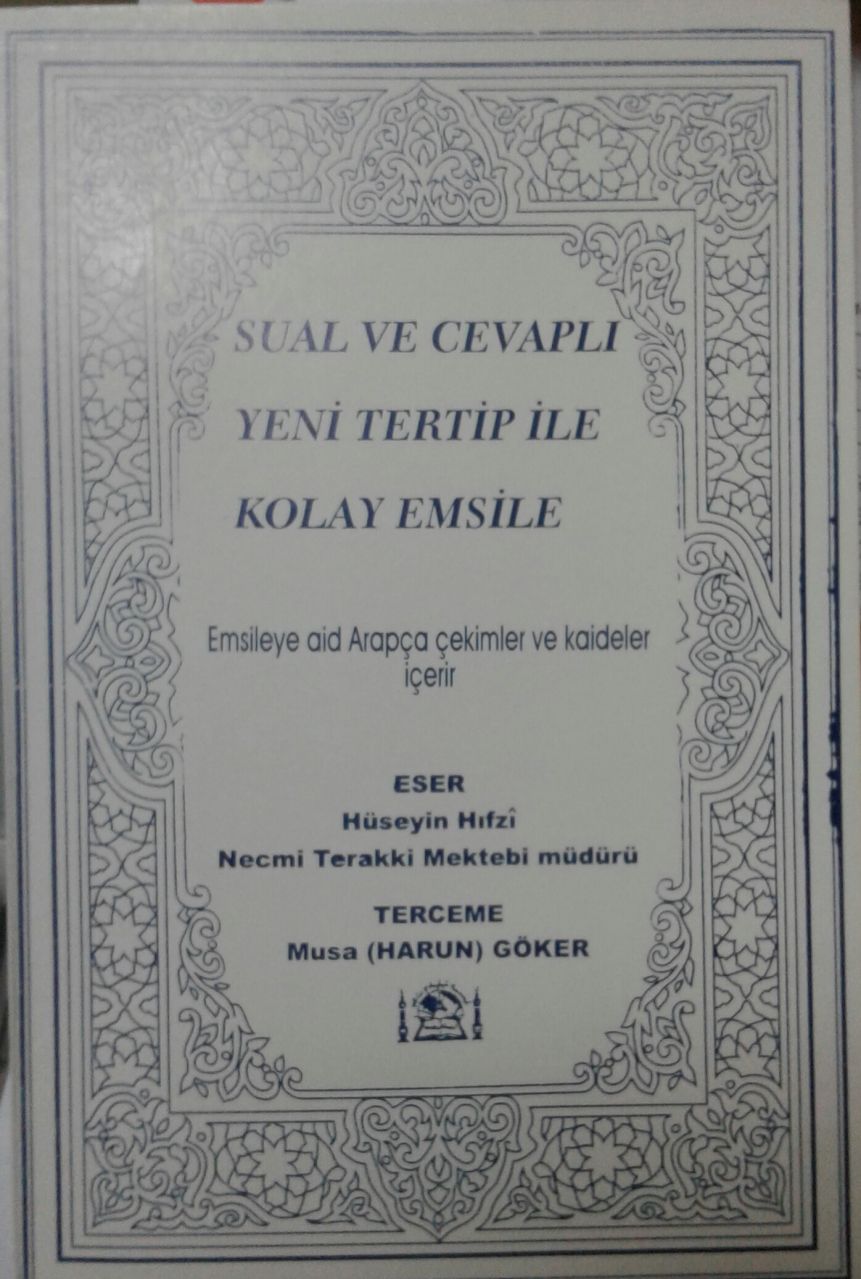 SUAL VE CEVAPLI
YENİ TERTİP İLE
KOLAY EMSİLE
Emsileye aid Arapça çekimler ve kaideler
içerir
ESER
Hüseyin Hıfzî
Necmi Terakki Mektebi müdürü
TERCEME
Musa (HARUN) GÖKER